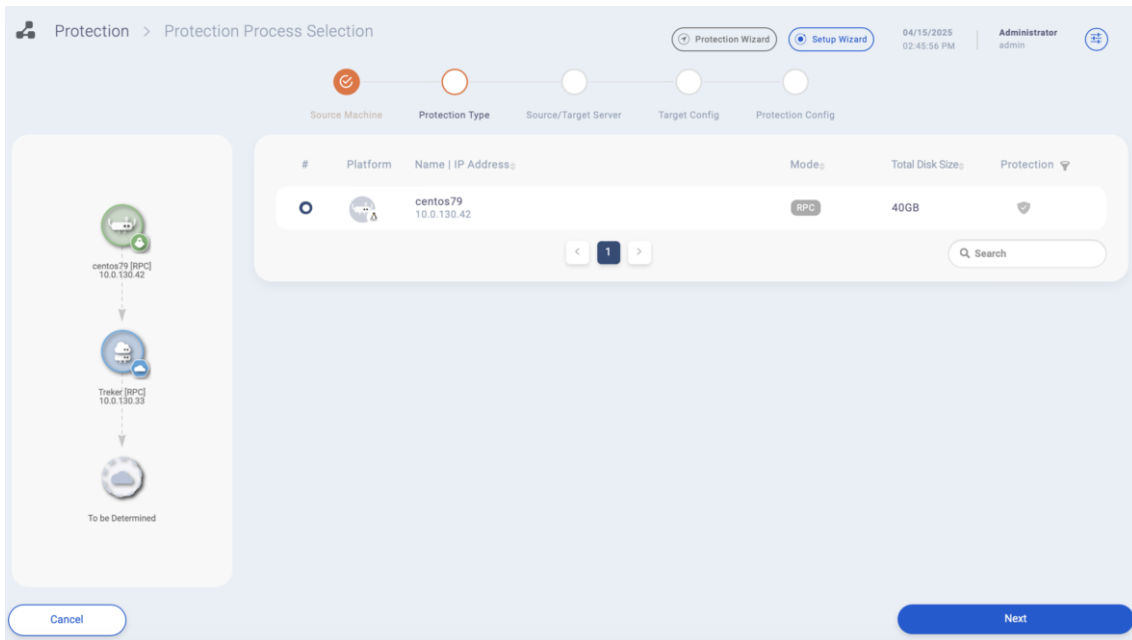 Protection > Protection Process Selection
Protection Wizard
Setup Wizard
04/15/2025
02:45:56 PM
Administrator
admin
Source Machine
Protection Type
Source/Target Server
Target Config
Protection Config
# Platform Name | IP Address Mode Total Disk Size Protection
centos79
10.0.130.42
RPC
40GB
< 1 >
Search
centos79 [RPC]
10.0.130.42
Treker [RPC]
10.0.130.33
To be Determined
Cancel
Next